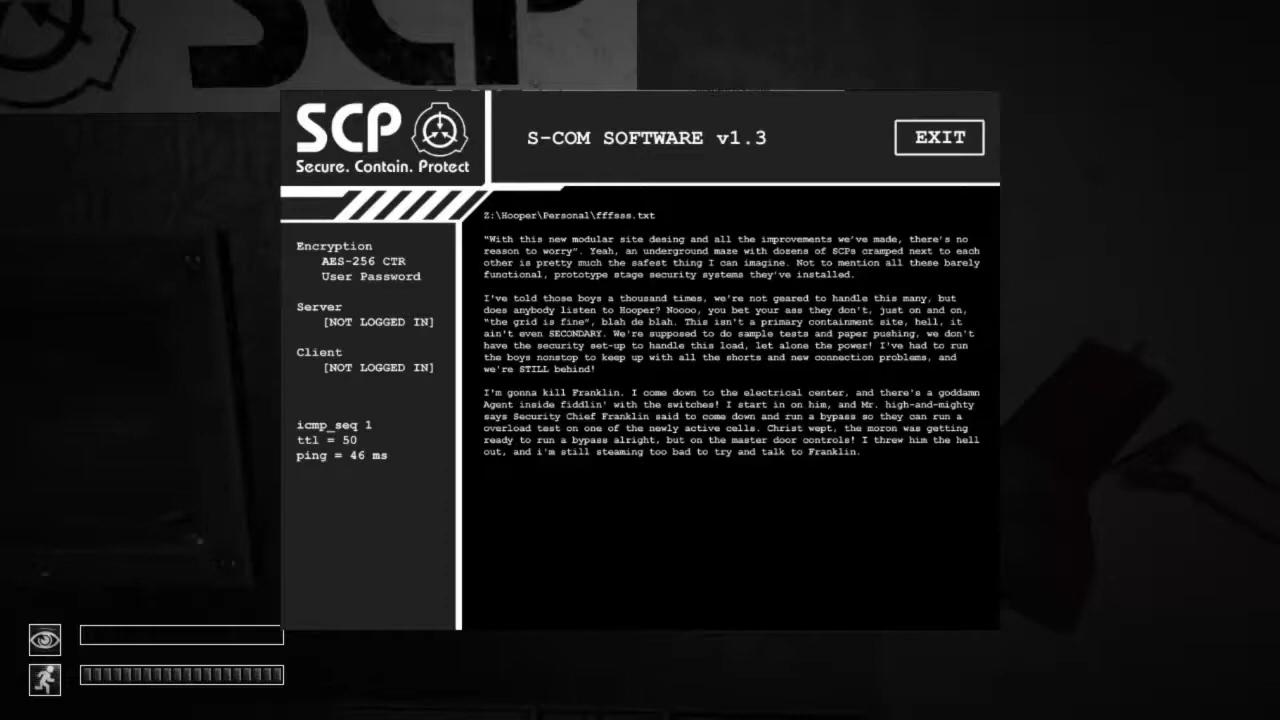 SCP
SCP
Secure. Contain. Protect
S-COM SOFTWARE v1.3
EXIT
Encryption
AES-256 CTR
User Password
Server
[NOT LOGGED IN]
Client
[NOT LOGGED IN]
icmp_seq 1
ttl = 50
ping = 46 ms
Z:\Hooper\Personal\fffsss.txt
"With this new modular site desing and all the improvements we've made, there's no
reason to worry". Yeah, an underground maze with dozens of SCPs cramped next to each
other is pretty much the safest thing I can imagine. Not to mention all these barely
functional, prototype stage security systems they've installed.
I've told those boys a thousand times, we're not geared to handle this many, but
does anybody listen to Hooper? Noooo, you bet your ass they don't, just on and on,
"the grid is fine", blah de blah. This isn't a primary containment site, hell, it
ain't even SECONDARY. We're supposed to do sample tests and paper pushing, we don't
have the security set-up to handle this load, let alone the power! I've had to run
the boys nonstop to keep up with all the shorts and new connection problems, and
we're STILL behind!
I'm gonna kill Franklin. I come down to the electrical center, and there's a goddamn
Agent inside fiddlin' with the switches! I start in on him, and Mr. high-and-mighty
says Security Chief Franklin said to come down and run a bypass so they can run a
overload test on one of the newly active cells. Christ wept, the moron was getting
ready to run a bypass alright, but on the master door controls! I threw him the hell
out, and i'm still steaming too bad to try and talk to Franklin.